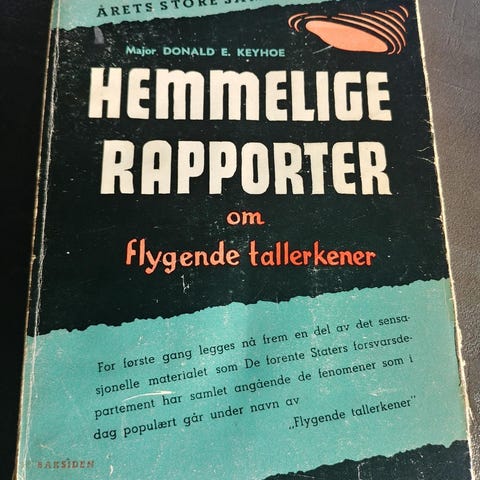 ÅRETS STORE
Major DONALD E. KEYHOE
HEMMELIGE
RAPPORTER
om
flygende tallerkener
For første gang legges nå frem en del av det sensa-
sjonelle materialet som De forente Staters forsvarsde-
partement har samlet angående de fenomener som i
dag populært går under navn av
„Flygende tallerkener"
BAKSIDEN